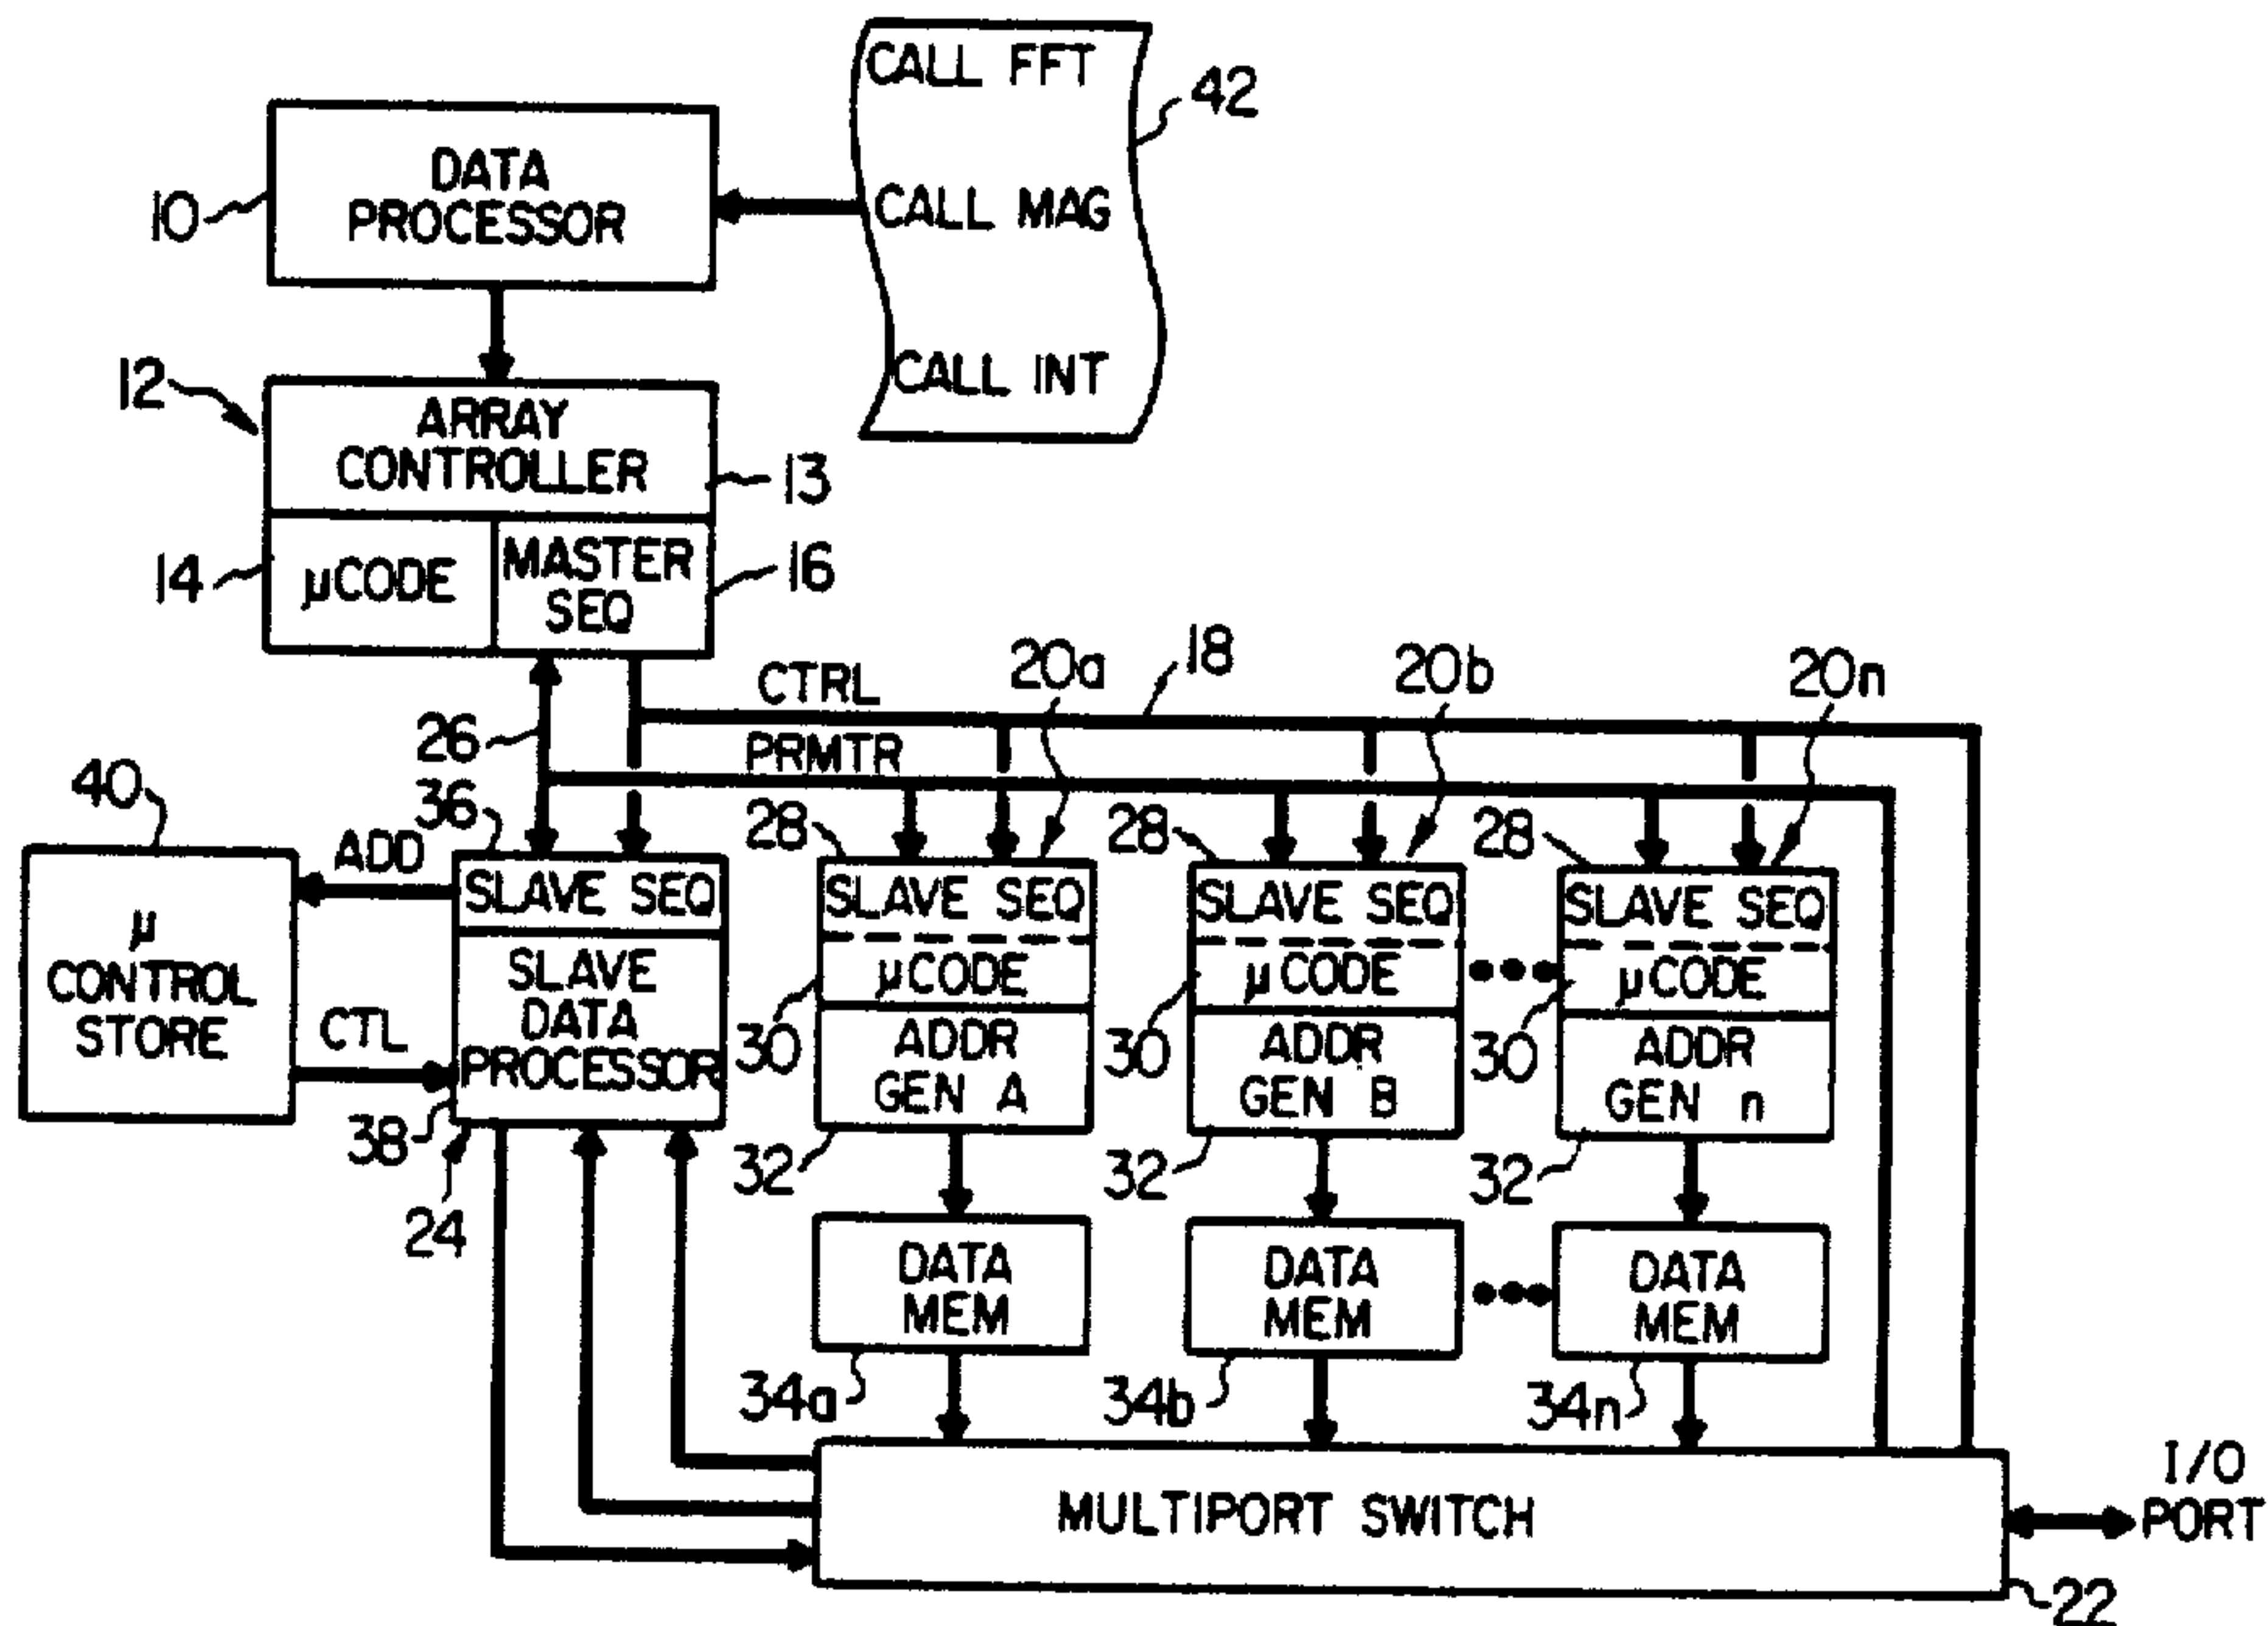 CALL FFT
42
CALL MAG
CALL INT
DATA
PROCESSOR
10
12
ARRAY
CONTROLLER
13
14
μCODE
MASTER
SEQ
16
CTRL
18
20a
20b
20n
26
PRMTR
40
36
28
28
28
ADD
μ
CONTROL
STORE
CTL
SLAVE SEQ
SLAVE
DATA
PROCESSOR
38
24
SLAVE SEQ
μCODE
30
ADDR
GEN A
32
SLAVE SEQ
μCODE
30
ADDR
GEN B
32
SLAVE SEQ
μCODE
30
ADDR
GEN n
32
DATA
MEM
34a
DATA
MEM
34b
DATA
MEM
34n
MULTIPORT SWITCH
I/O
PORT
22